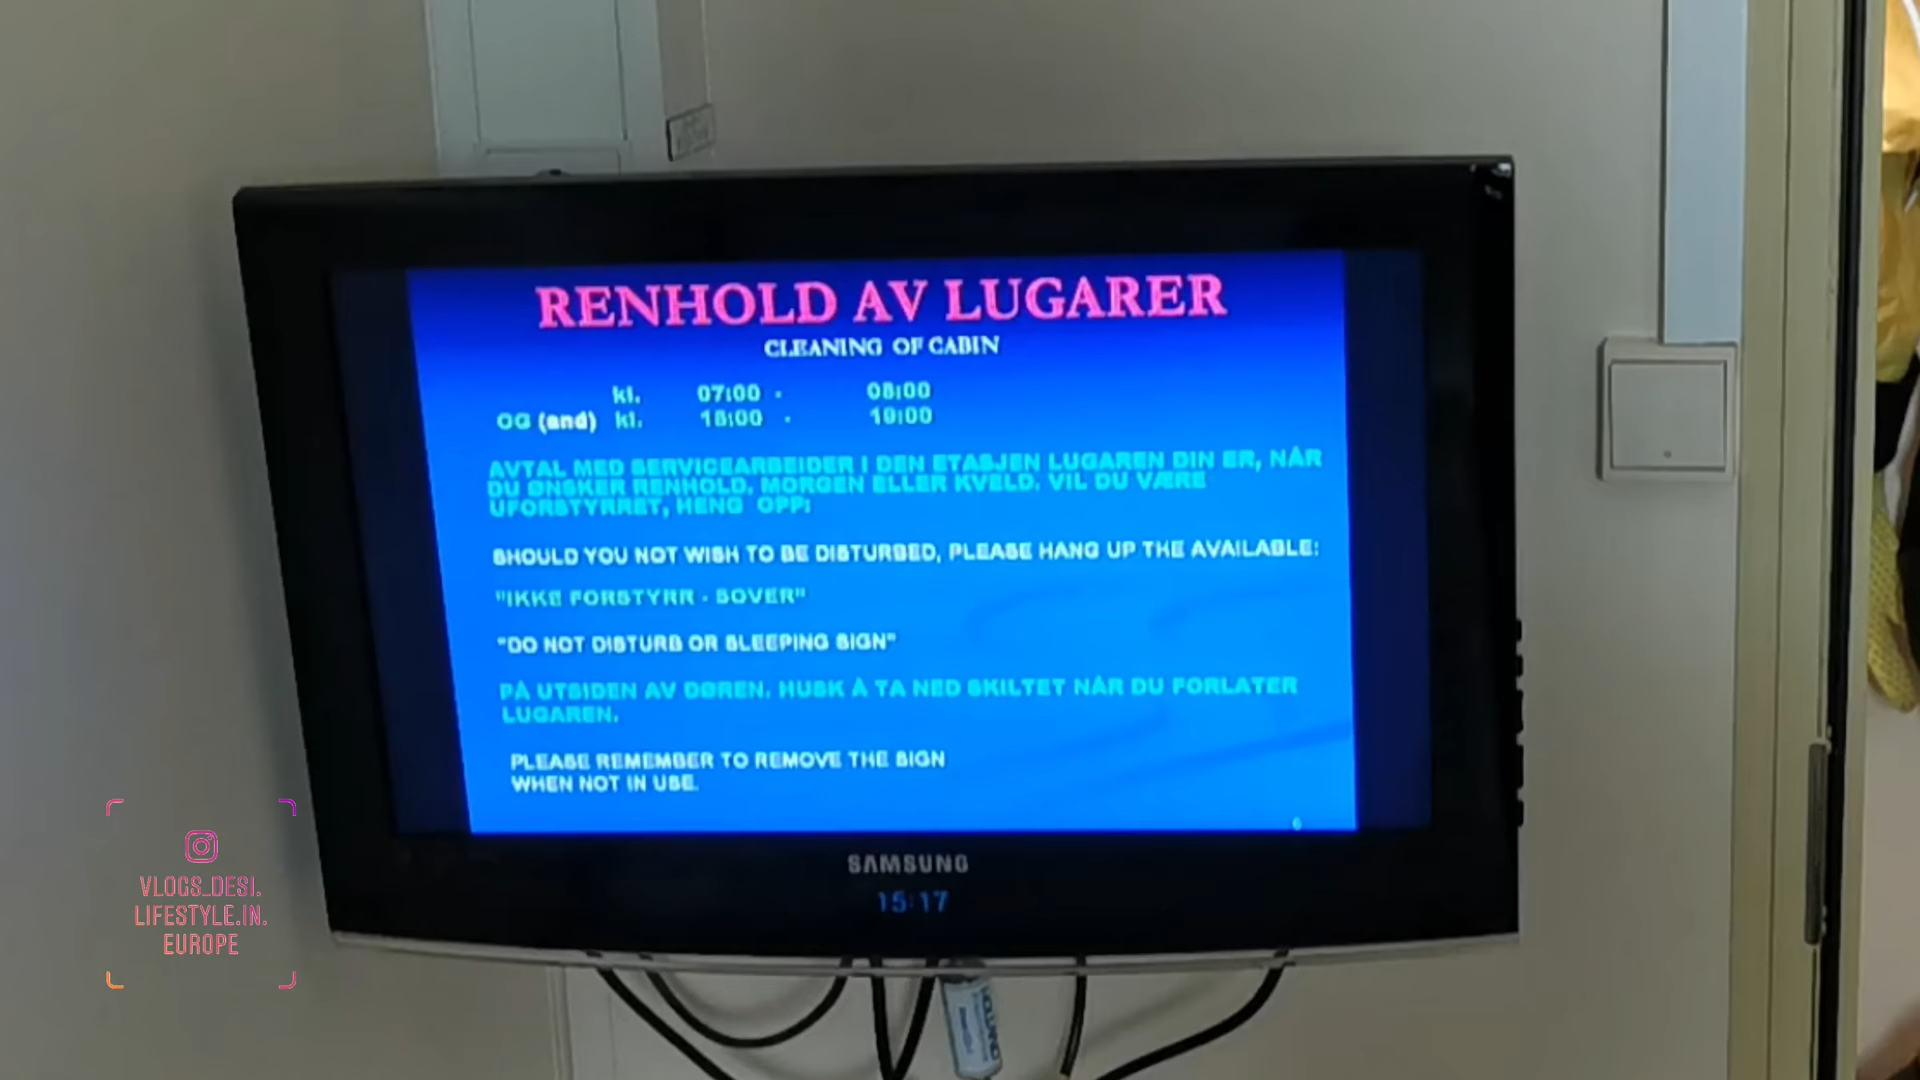 RENHOLD AV LUGARER
CLEANING OF CABIN
kl. 07:00 - 08:00
OG (and) kl. 18:00 - 19:00
AVTAL MED SERVICEARBEIDER I DEN ETASJEN LUGAREN DIN ER, NÅR
DU ØNSKER RENHOLD, MORGEN ELLER KVELD. VIL DU VÆRE
UFORSTYRRET, HENG OPP:
SHOULD YOU NOT WISH TO BE DISTURBED, PLEASE HANG UP THE AVAILABLE:
"IKKE FORSTYRR - SOVER"
"DO NOT DISTURB OR SLEEPING SIGN"
PÅ UTSIDEN AV DØREN. HUSK Å TA NED SKILTET NÅR DU FORLATER
LUGAREN.
PLEASE REMEMBER TO REMOVE THE SIGN
WHEN NOT IN USE.
6
SAMSUNG
15:17
VLOGS_DESI.
LIFESTYLE.IN.
EUROPE
HOLLAND